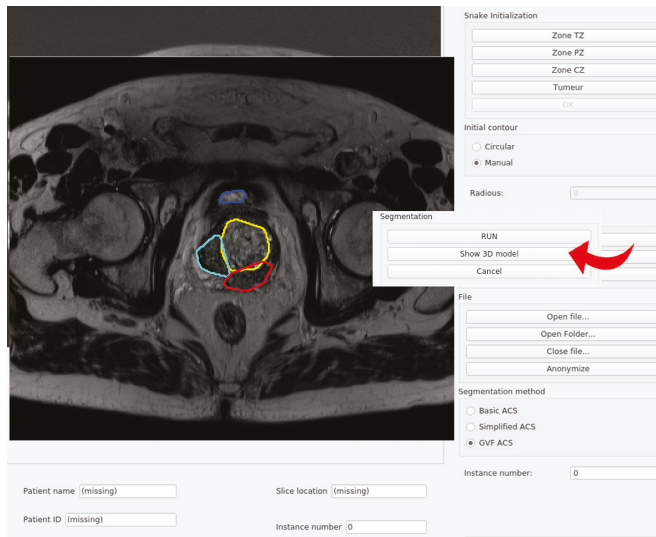 Snake Initialization
Zone TZ
Zone PZ
Zone CZ
Tumeur
OK
Initial contour
Circular
Manual
Radious:
Segmentation
RUN
Show 3D model
Cancel
File
Open file...
Open Folder...
Close file...
Anonymize
Segmentation method
Basic ACS
Simplified ACS
GVF ACS
Instance number: 0
Patient name (missing)
Slice location (missing)
Patient ID (missing)
Instance number 0